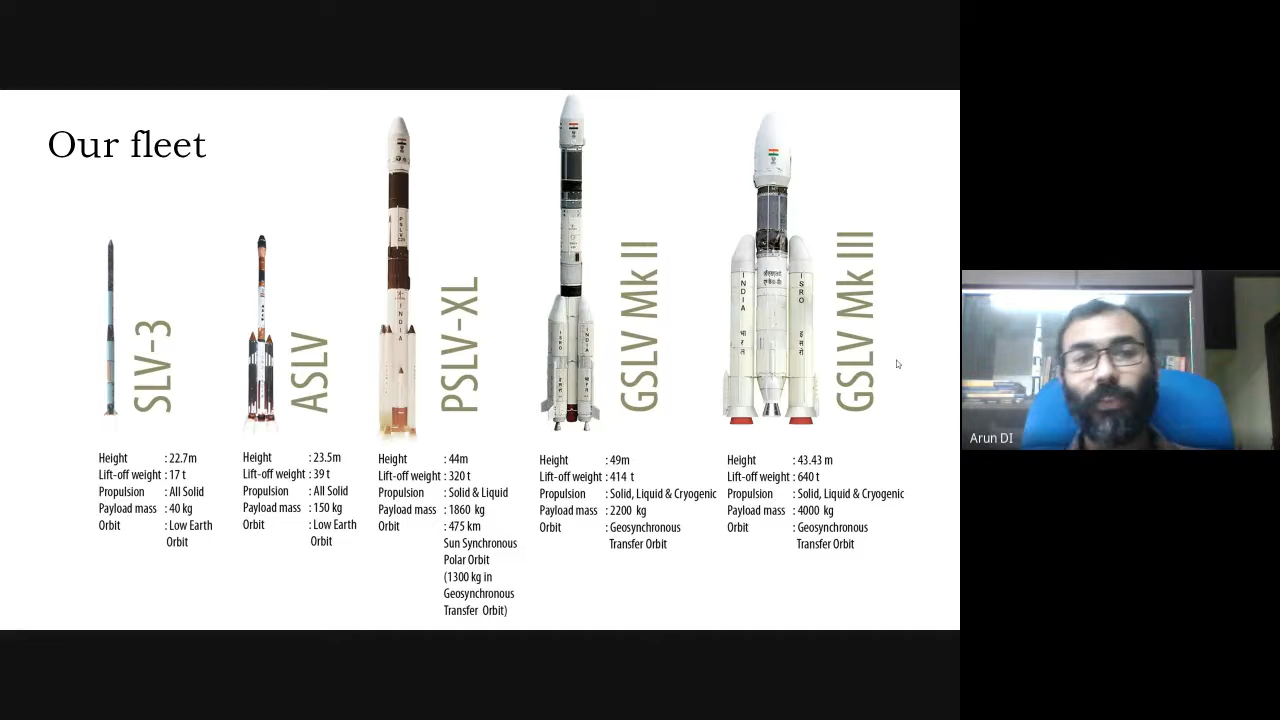 Our fleet
SLV-3
ASLV
PSLV-XL
GSLV Mk II
GSLV Mk III
INDIA
INDIA
ISRO
Height : 22.7m
Lift-off weight : 17 t
Propulsion : All Solid
Payload mass : 40 kg
Orbit : Low Earth
Orbit
Height : 23.5m
Lift-off weight : 39 t
Propulsion : All Solid
Payload mass : 150 kg
Orbit : Low Earth
Orbit
Height : 44m
Lift-off weight : 320 t
Propulsion : Solid & Liquid
Payload mass : 1860 kg
Orbit : 475 km
Sun Synchronous
Polar Orbit
(1300 kg in
Geosynchronous
Transfer Orbit)
Height : 49m
Lift-off weight : 414 t
Propulsion : Solid, Liquid & Cryogenic
Payload mass : 2200 kg
Orbit : Geosynchronous
Transfer Orbit
Height : 43.43 m
Lift-off weight : 640 t
Propulsion : Solid, Liquid & Cryogenic
Payload mass : 4000 kg
Orbit : Geosynchronous
Transfer Orbit
Arun DI